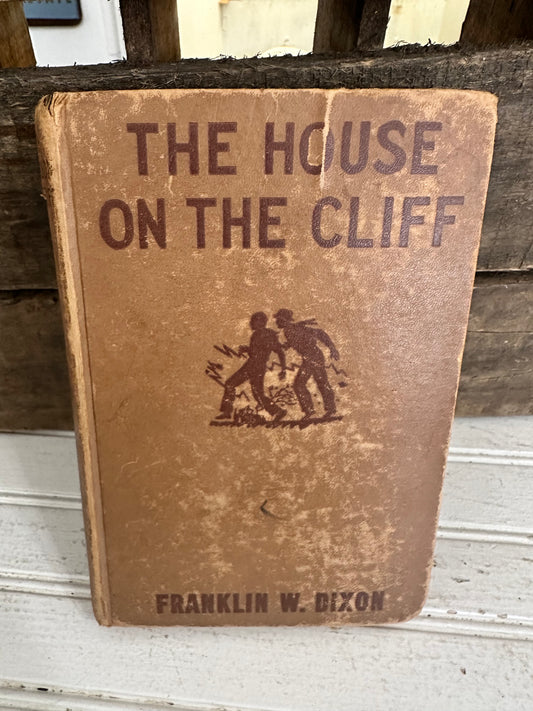 THE HOUSE
ON THE CLIFF
FRANKLIN W. DIXON